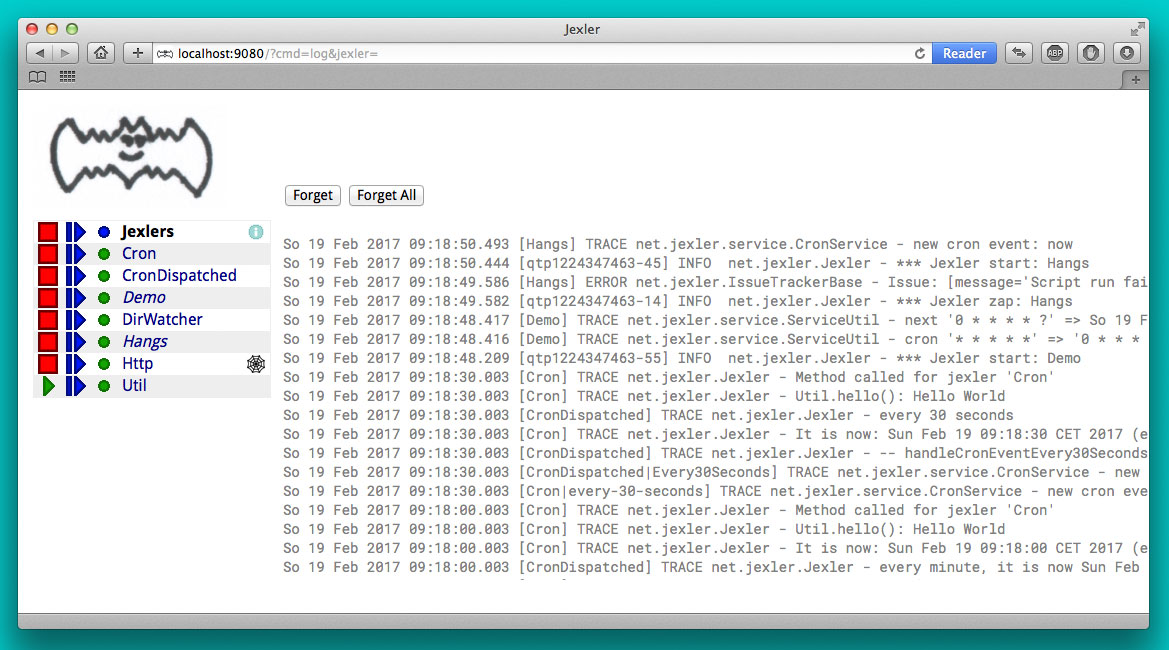 Jexler
localhost:9080/?cmd=log&jexler=
Reader
ABP
Forget
Forget All
Jexlers
Cron
CronDispatched
Demo
DirWatcher
Hangs
Http
Util
So 19 Feb 2017 09:18:50.493 [Hangs] TRACE net.jexler.service.CronService - new cron event: now
So 19 Feb 2017 09:18:50.444 [qtp1224347463-45] INFO  net.jexler.Jexler - *** Jexler start: Hangs
So 19 Feb 2017 09:18:49.586 [Hangs] ERROR net.jexler.IssueTrackerBase - Issue: [message='Script run fai
So 19 Feb 2017 09:18:49.582 [qtp1224347463-14] INFO  net.jexler.Jexler - *** Jexler zap: Hangs
So 19 Feb 2017 09:18:48.417 [Demo] TRACE net.jexler.service.ServiceUtil - next '0 * * * * ?' => So 19 F
So 19 Feb 2017 09:18:48.416 [Demo] TRACE net.jexler.service.ServiceUtil - cron '* * * * *' => '0 * * *
So 19 Feb 2017 09:18:48.209 [qtp1224347463-55] INFO  net.jexler.Jexler - *** Jexler start: Demo
So 19 Feb 2017 09:18:30.003 [Cron] TRACE net.jexler.Jexler - Method called for jexler 'Cron'
So 19 Feb 2017 09:18:30.003 [Cron] TRACE net.jexler.Jexler - Util.hello(): Hello World
So 19 Feb 2017 09:18:30.003 [CronDispatched] TRACE net.jexler.Jexler - every 30 seconds
So 19 Feb 2017 09:18:30.003 [Cron] TRACE net.jexler.Jexler - It is now: Sun Feb 19 09:18:30 CET 2017 (e
So 19 Feb 2017 09:18:30.003 [CronDispatched] TRACE net.jexler.Jexler - -- handleCronEventEvery30Seconds
So 19 Feb 2017 09:18:30.003 [CronDispatched|Every30Seconds] TRACE net.jexler.service.CronService - new
So 19 Feb 2017 09:18:30.003 [Cron|every-30-seconds] TRACE net.jexler.service.CronService - new cron eve
So 19 Feb 2017 09:18:00.003 [Cron] TRACE net.jexler.Jexler - Method called for jexler 'Cron'
So 19 Feb 2017 09:18:00.003 [Cron] TRACE net.jexler.Jexler - Util.hello(): Hello World
So 19 Feb 2017 09:18:00.003 [Cron] TRACE net.jexler.Jexler - It is now: Sun Feb 19 09:18:00 CET 2017 (e
So 19 Feb 2017 09:18:00.003 [CronDispatched] TRACE net.jexler.Jexler - every minute, it is now Sun Feb